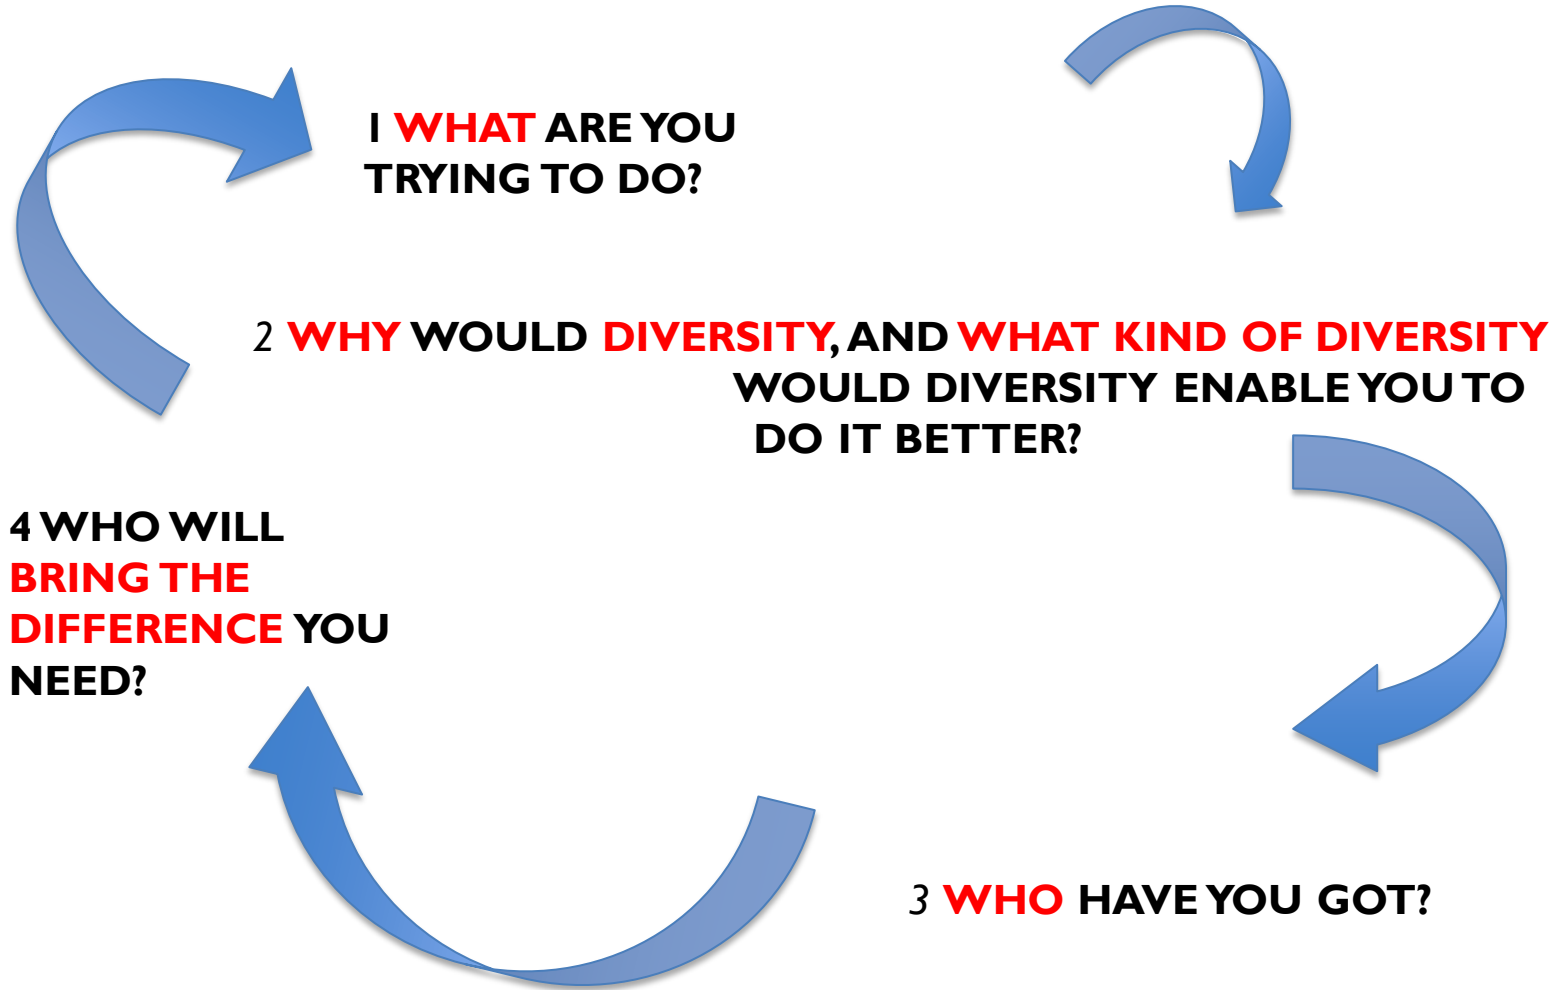 1 WHAT ARE YOU
TRYING TO DO?
2 WHY WOULD DIVERSITY, AND WHAT KIND OF DIVERSITY
WOULD DIVERSITY ENABLE YOU TO
DO IT BETTER?
4 WHO WILL
BRING THE
DIFFERENCE YOU
NEED?
3 WHO HAVE YOU GOT?